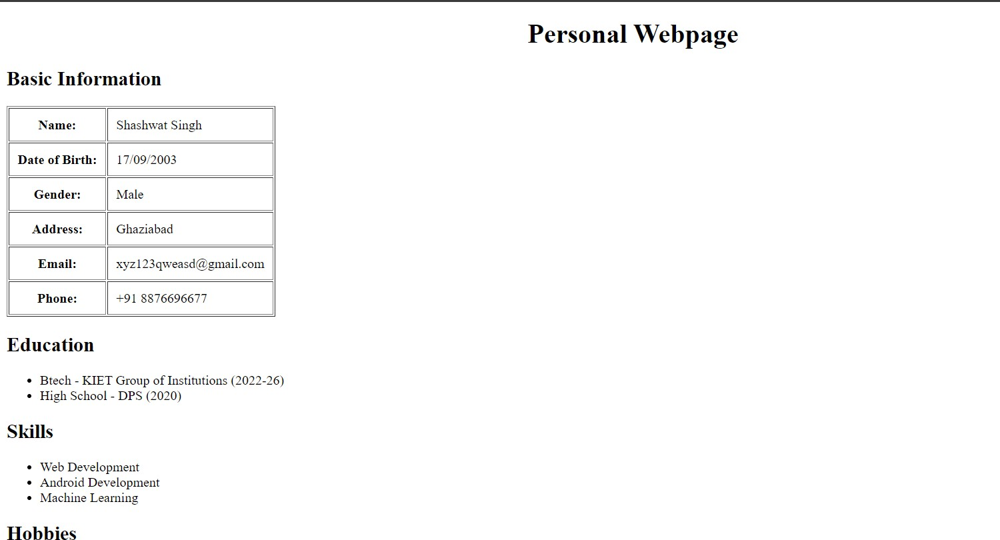 Personal Webpage
Basic Information
Name: Shashwat Singh
Date of Birth: 17/09/2003
Gender: Male
Address: Ghaziabad
Email: xyz123qweasd@gmail.com
Phone: +91 8876696677
Education
Btech - KIET Group of Institutions (2022-26)
High School - DPS (2020)
Skills
Web Development
Android Development
Machine Learning
Hobbies